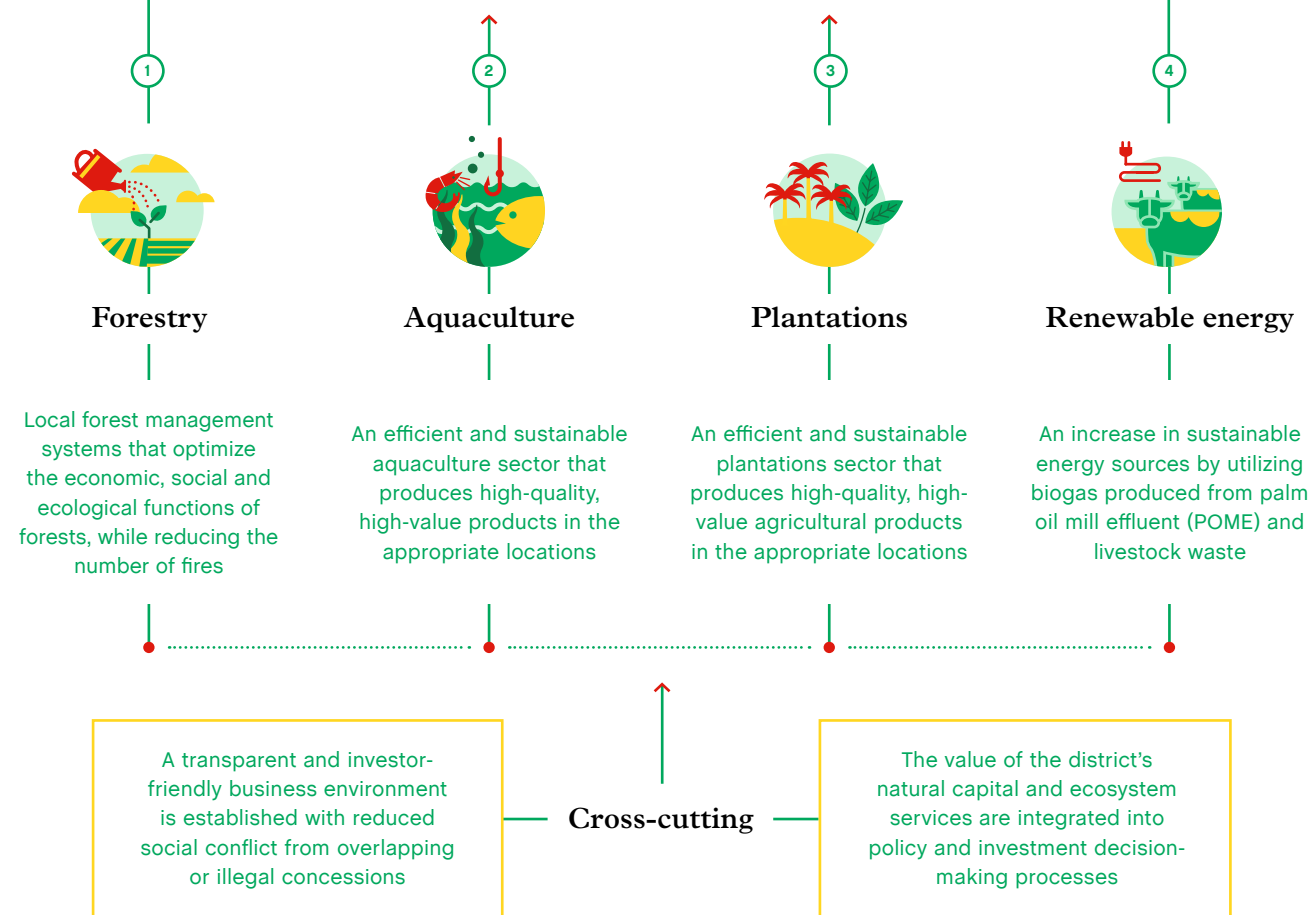 1
2
3
4
Forestry
Aquaculture
Plantations
Renewable energy
Local forest management
systems that optimize
the economic, social and
ecological functions of
forests, while reducing the
number of fires
An efficient and sustainable
aquaculture sector that
produces high-quality,
high-value products in the
appropriate locations
An efficient and sustainable
plantations sector that
produces high-quality, high-
value agricultural products
in the appropriate locations
An increase in sustainable
energy sources by utilizing
biogas produced from palm
oil mill effluent (POME) and
livestock waste
A transparent and investor-
friendly business environment
is established with reduced
social conflict from overlapping
or illegal concessions
Cross-cutting
The value of the district’s
natural capital and ecosystem
services are integrated into
policy and investment decision-
making processes